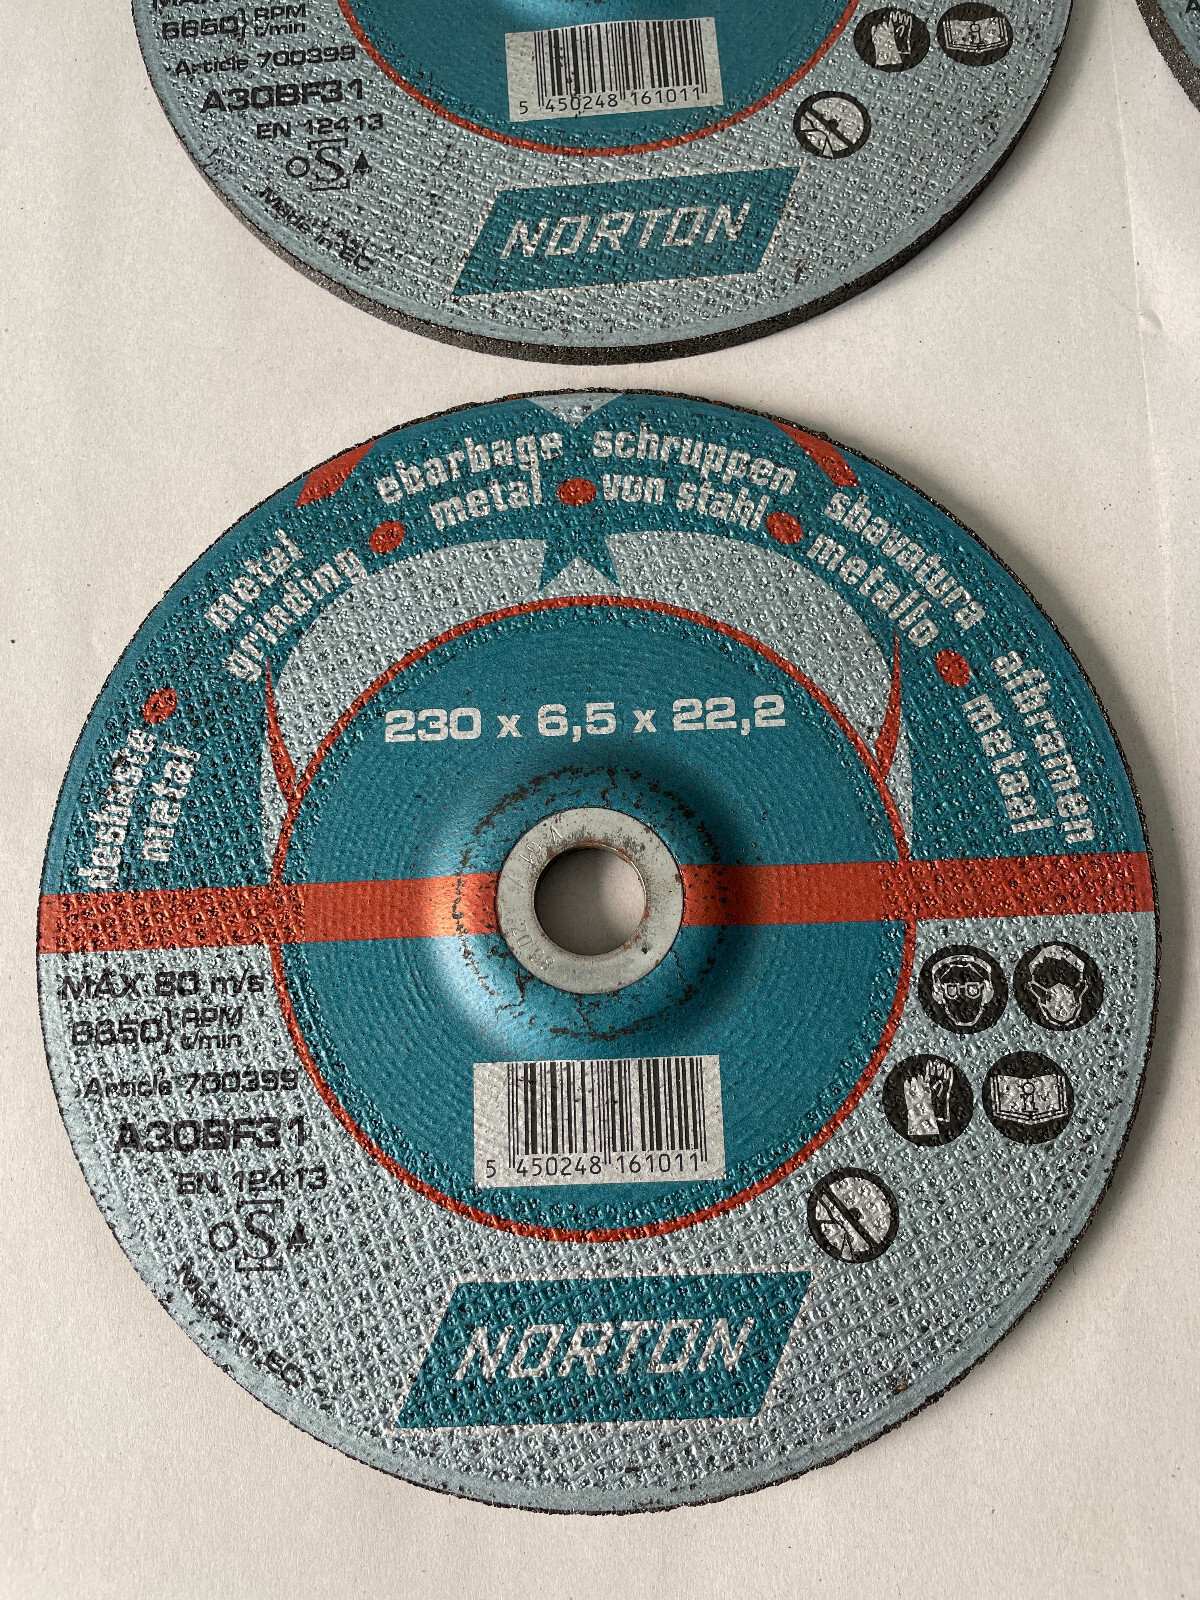 6650} RPM
t/min
Article 700399
A30BF31
EN 12413
S
Made in EC
5 450248 161011
NORTON
desbaste
metal
metal
grinding
ebarbage
metal
schruppen
von stahl
sbavatura
metallo
afbramen
metaal
230 x 6,5 x 22,2
MAX 80 m/s
6650} RPM
t/min
Article 700399
A30BF31
EN 12413
S
Made in EC
5 450248 161011
NORTON